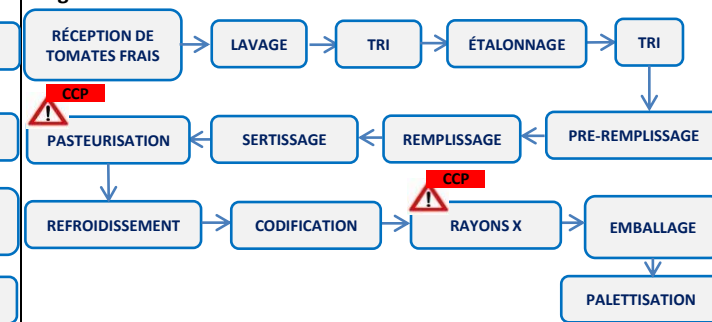 RÉCEPTION DE
TOMATES FRAIS
LAVAGE
TRI
ÉTALONNAGE
TRI
CCP
PASTEURISATION
SERTISSAGE
REMPLISSAGE
PRE-REMPLISSAGE
CCP
REFROIDISSEMENT
CODIFICATION
RAYONS X
EMBALLAGE
PALETTISATION